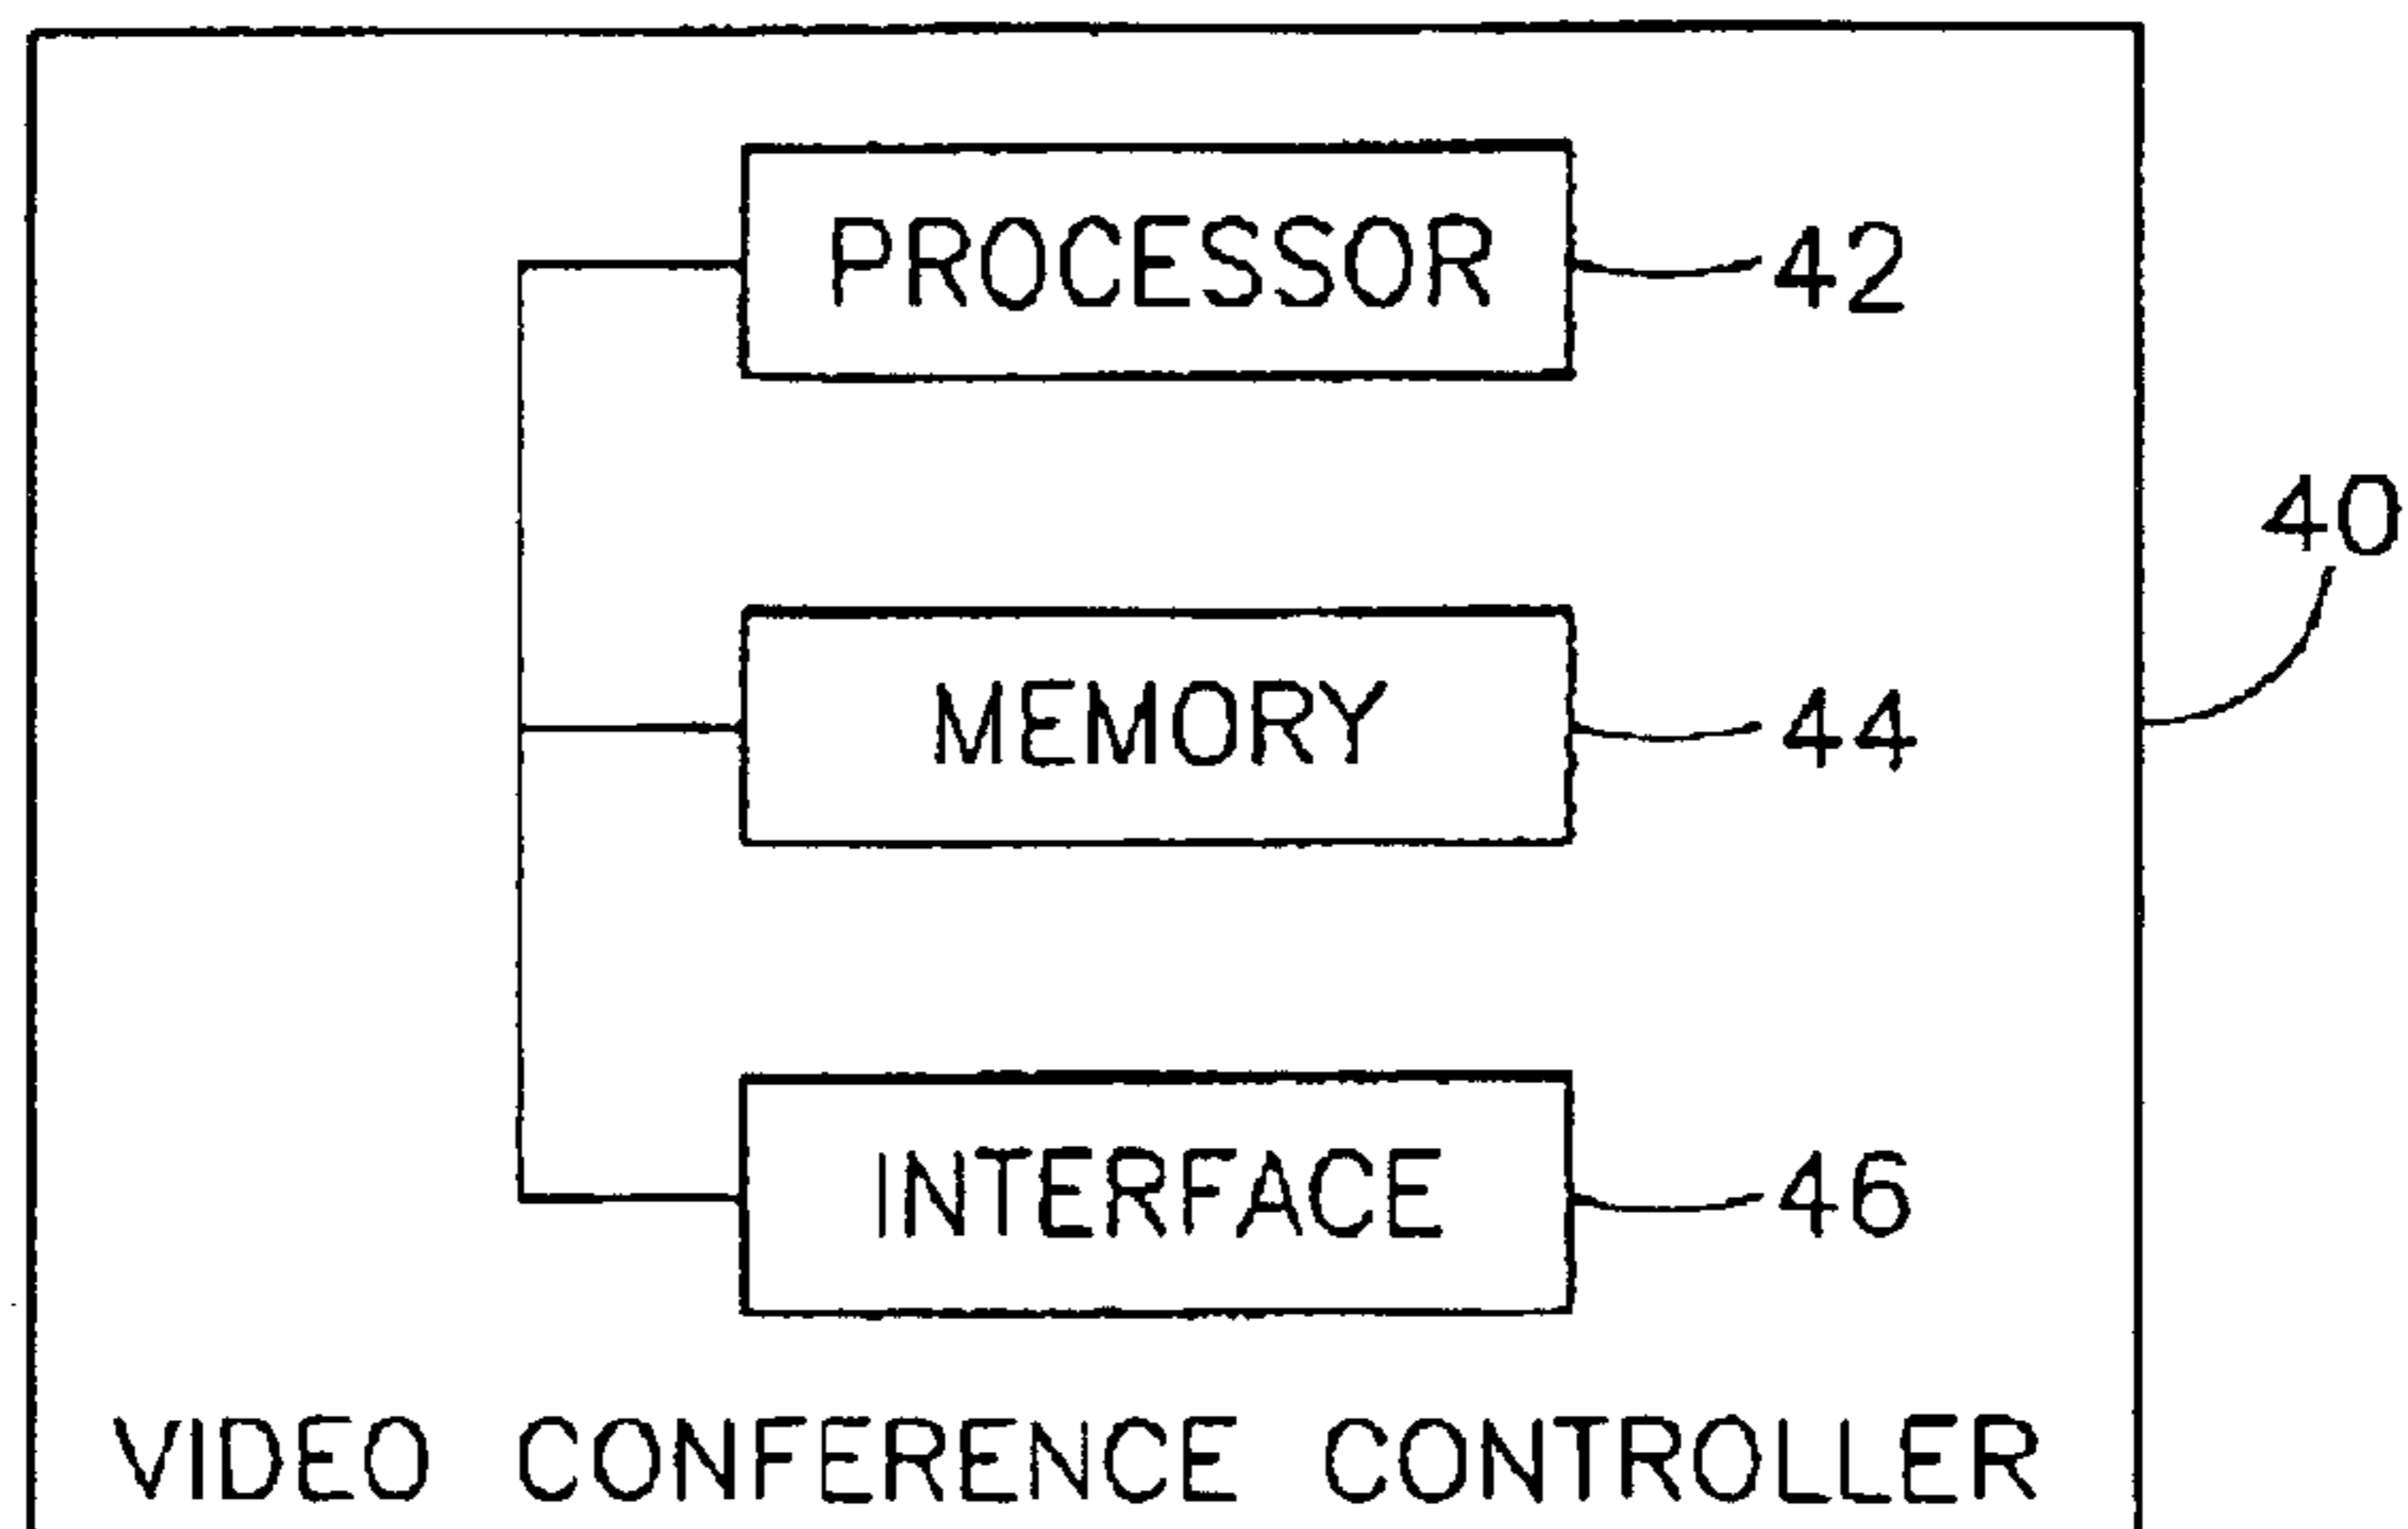 PROCESSOR 42
40
MEMORY 44
INTERFACE 46
VIDEO CONFERENCE CONTROLLER